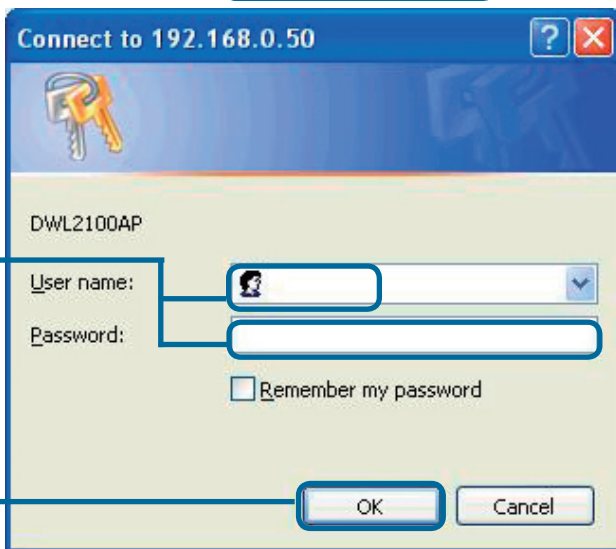 Connect to 192.168.0.50
DWL2100AP
User name:
Password:
Remember my password
OK
Cancel